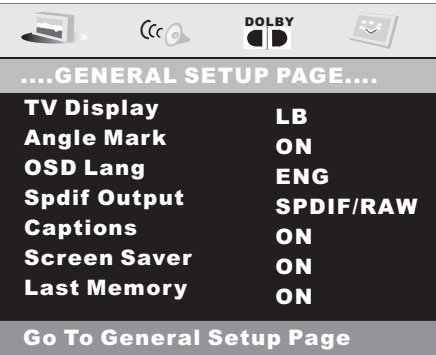 DOLBY
....GENERAL SETUP PAGE....
TV Display LB
Angle Mark ON
OSD Lang ENG
Spdif Output SPDIF/RAW
Captions ON
Screen Saver ON
Last Memory ON
Go To General Setup Page